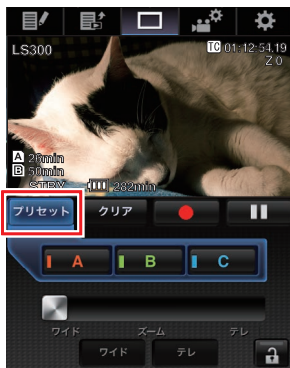 LS300
TC 01:12:54.19
Z 0
A 26min
B 50min
STBY 282min
プリセット クリア
A B C
ワイド ズーム テレ
ワイド テレ